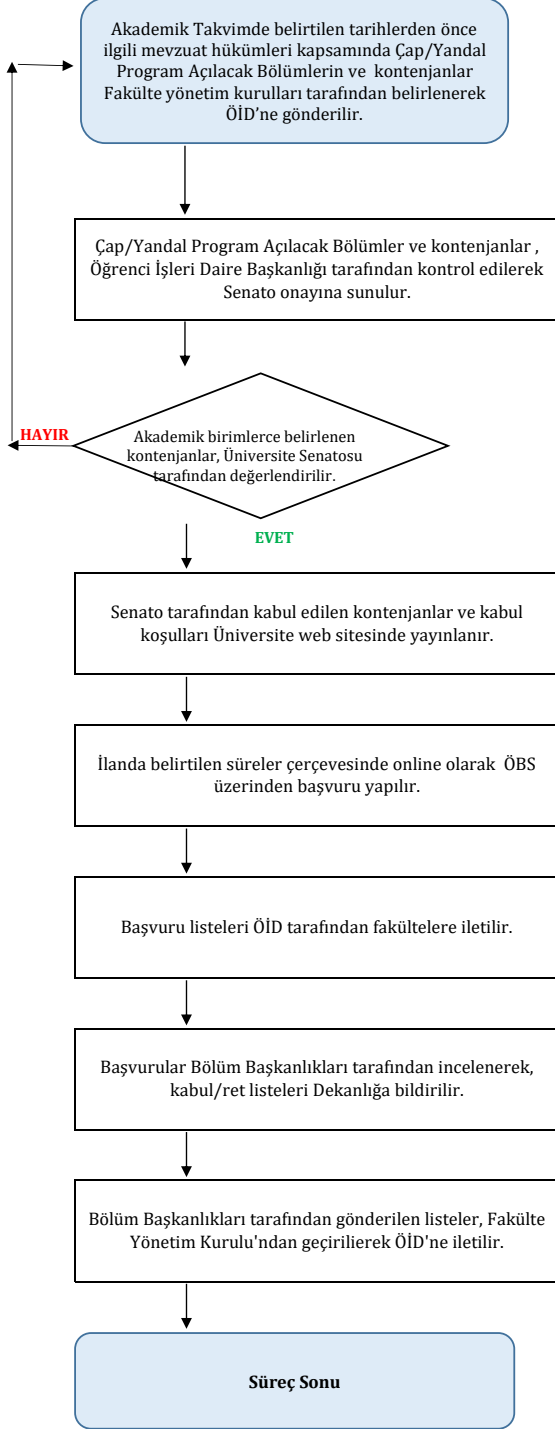 Akademik Takvimde belirtilen tarihlerden önce
ilgili mevzuat hükümleri kapsamında Çap/Yandal
Program Açılacak Bölümlerin ve kontenjanlar
Fakülte yönetim kurulları tarafından belirlenerek
ÖİD’ne gönderilir.
Çap/Yandal Program Açılacak Bölümler ve kontenjanlar ,
Öğrenci İşleri Daire Başkanlığı tarafından kontrol edilerek
Senato onayına sunulur.
HAYIR
Akademik birimlerce belirlenen
kontenjanlar, Üniversite Senatosu
tarafından değerlendirilir.
EVET
Senato tarafından kabul edilen kontenjanlar ve kabul
koşulları Üniversite web sitesinde yayınlanır.
İlanda belirtilen süreler çerçevesinde online olarak ÖBS
üzerinden başvuru yapılır.
Başvuru listeleri ÖİD tarafından fakültelere iletilir.
Başvurular Bölüm Başkanlıkları tarafından incelenerek,
kabul/ret listeleri Dekanlığa bildirilir.
Bölüm Başkanlıkları tarafından gönderilen listeler, Fakülte
Yönetim Kurulu'ndan geçirilierek ÖİD'ne iletilir.
Süreç Sonu